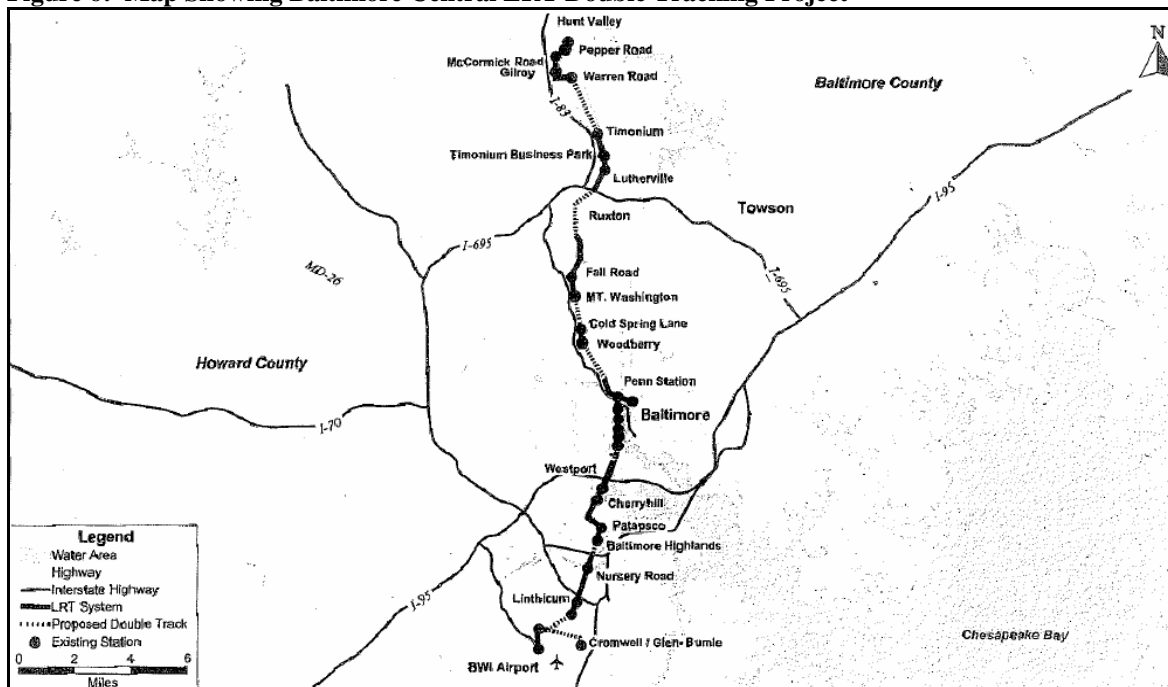 Figure 6. Map Showing Baltimore Central LRT Double-Tracking Project
Hunt Valley
N
Pepper Road
McCormick Road
Gilroy
Warren Road
Baltimore County
I-83
Timonium
Timonium Business Park
Lutherville
I-95
Ruxton
Towson
I-695
MD-26
I-695
Fall Road
MT. Washington
Cold Spring Lane
Woodberry
Howard County
Penn Station
Baltimore
I-70
Westport
Cherryhill
Patapsco
Baltimore Highlands
Nursery Road
Linthicum
I-95
Cromwell / Glen-Burnie
BWI Airport
Chesapeake Bay
Legend
Water Area
Highway
Interstate Highway
LRT System
Proposed Double Track
Existing Station
0 2 4 6
Miles